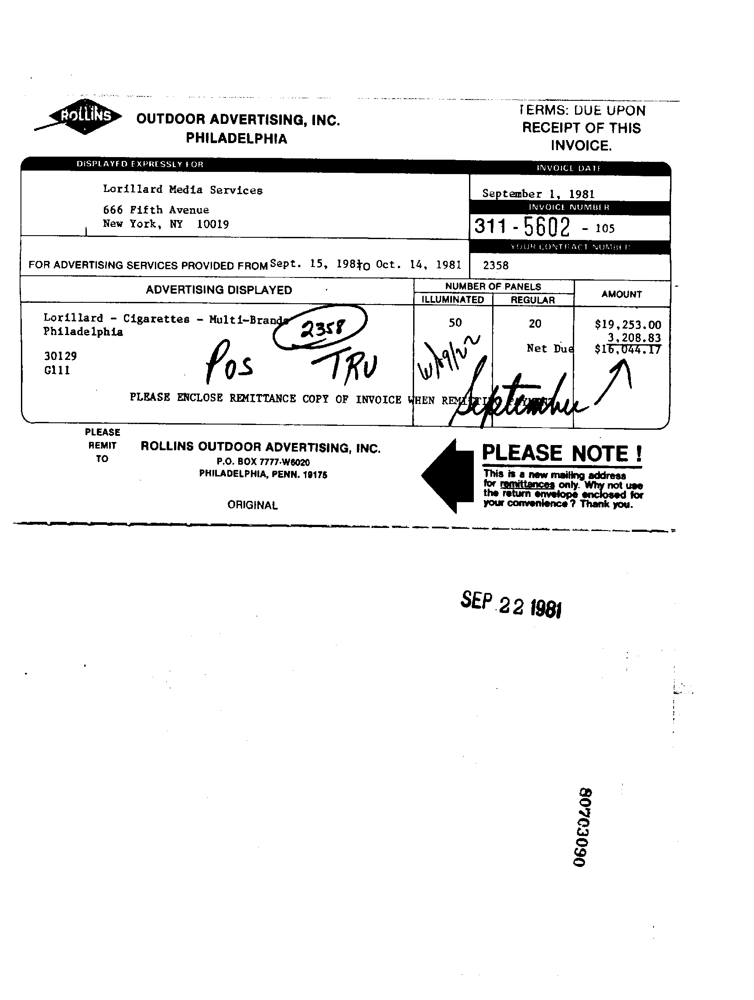 ROLLINS
OUTDOOR ADVERTISING, INC.
PHILADELPHIA
TERMS: DUE UPON
RECEIPT OF THIS
INVOICE.
DISPLAYED EXPRESSLY FOR
INVOICE DATE
Lorillard Media Services
666 Fifth Avenue
New York, NY 10019
September 1, 1981
INVOICE NUMBER
311-5602 - 105
YOUR CONTRACT NUMBER
FOR ADVERTISING SERVICES PROVIDED FROM Sept. 15, 198 TO Oct. 14, 1981
2358
ADVERTISING DISPLAYED
NUMBER OF PANELS
ILLUMINATED REGULAR
AMOUNT
Lorillard - Cigarettes - Multi-Brands
Philadelphia
2358
50 20 $19,253.00
3,208.83
Net Due $16,044.17
30129
G111
POS TRU
September
PLEASE ENCLOSE REMITTANCE COPY OF INVOICE WHEN REMITTING PAYMENT
PLEASE
REMIT
TO
ROLLINS OUTDOOR ADVERTISING, INC.
P.O. BOX 7777-W6020
PHILADELPHIA, PENN. 19175
ORIGINAL
PLEASE NOTE !
This is a new mailing address
for remittances only. Why not use
the return envelope enclosed for
your convenience? Thank you.
SEP 22 1981
80703090